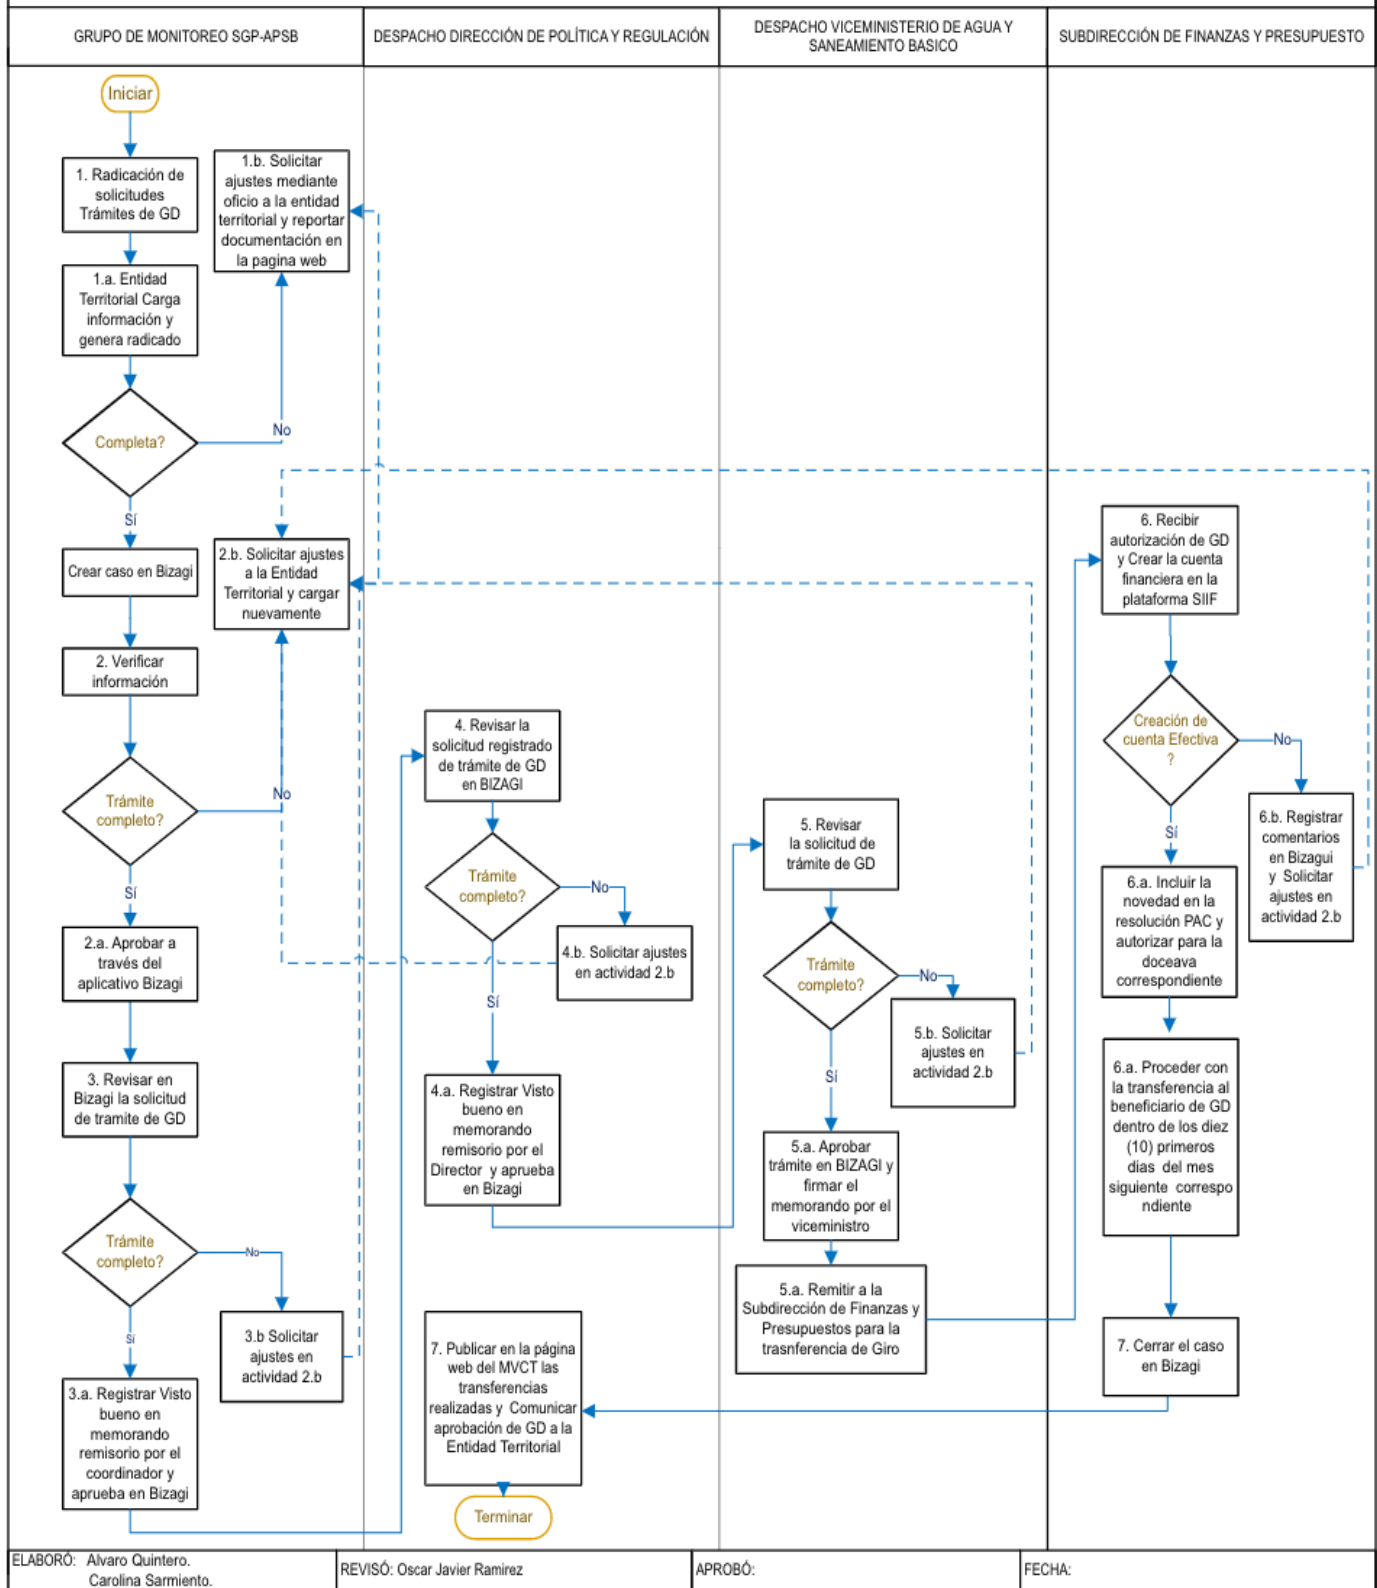 GRUPO DE MONITOREO SGP-APSB
DESPACHO DIRECCIÓN DE POLÍTICA Y REGULACIÓN
DESPACHO VICEMINISTERIO DE AGUA Y
SANEAMIENTO BASICO
SUBDIRECCIÓN DE FINANZAS Y PRESUPUESTO
Iniciar
1. Radicación de
solicitudes
Trámites de GD
1.b. Solicitar
ajustes mediante
oficio a la entidad
territorial y reportar
documentación en
la pagina web
1.a. Entidad
Territorial Carga
información y
genera radicado
Completa?
No
Sí
Crear caso en Bizagi
2.b. Solicitar ajustes
a la Entidad
Territorial y cargar
nuevamente
2. Verificar
información
Trámite
completo?
No
Sí
2.a. Aprobar a
través del
aplicativo Bizagi
3. Revisar en
Bizagi la solicitud
de tramite de GD
Trámite
completo?
No
Sí
3.b Solicitar
ajustes en
actividad 2.b
3.a. Registrar Visto
bueno en
memorando
remisorio por el
coordinador y
aprueba en Bizagi
4. Revisar la
solicitud registrado
de trámite de GD
en BIZAGI
Trámite
completo?
No
4.b. Solicitar ajustes
en actividad 2.b
Sí
4.a. Registrar Visto
bueno en
memorando
remisorio por el
Director y aprueba
en Bizagi
5. Revisar
la solicitud de
trámite de GD
Trámite
completo?
No
5.b. Solicitar
ajustes en
actividad 2.b
Sí
5.a. Aprobar
trámite en BIZAGI y
firmar el
memorando por el
viceministro
5.a. Remitir a la
Subdirección de Finanzas y
Presupuestos para la
trasnferencia de Giro
6. Recibir
autorización de GD
y Crear la cuenta
financiera en la
plataforma SIIF
Creación de
cuenta Efectiva
?
No
6.b. Registrar
comentarios
en Bizagui
y Solicitar
ajustes en
actividad 2.b
Sí
6.a. Incluir la
novedad en la
resolución PAC y
autorizar para la
doceava
correspondiente
6.a. Proceder con
la transferencia al
beneficiario de GD
dentro de los diez
(10) primeros
dias del mes
siguiente correspo
ndiente
7. Cerrar el caso
en Bizagi
7. Publicar en la página
web del MVCT las
transferencias
realizadas y Comunicar
aprobación de GD a la
Entidad Territorial
Terminar
ELABORÓ: Alvaro Quintero.
Carolina Sarmiento.
REVISÓ: Oscar Javier Ramirez
APROBÓ:
FECHA: